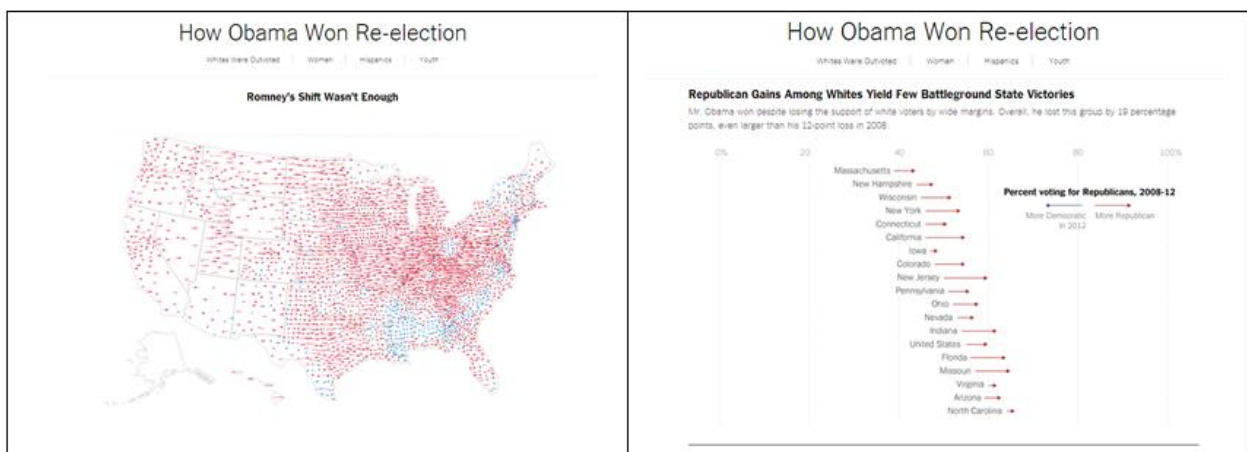 How Obama Won Re-election
Whites Were Outvoted Women Hispanics Youth
Romney's Shift Wasn't Enough
How Obama Won Re-election
Whites Were Outvoted Women Hispanics Youth
Republican Gains Among Whites Yield Few Battleground State Victories
Mr. Obama won despite losing the support of white voters by wide margins. Overall, he lost this group by 19 percentage
points, even larger than his 12-point loss in 2008.
0% 20 40 60 80 100%
Massachusetts
New Hampshire
Percent voting for Republicans, 2008-12
Wisconsin
New York
More Democratic More Republican
in 2012
Connecticut
California
Iowa
Colorado
New Jersey
Pennsylvania
Ohio
Nevada
Indiana
United States
Florida
Missouri
Virginia
Arizona
North Carolina